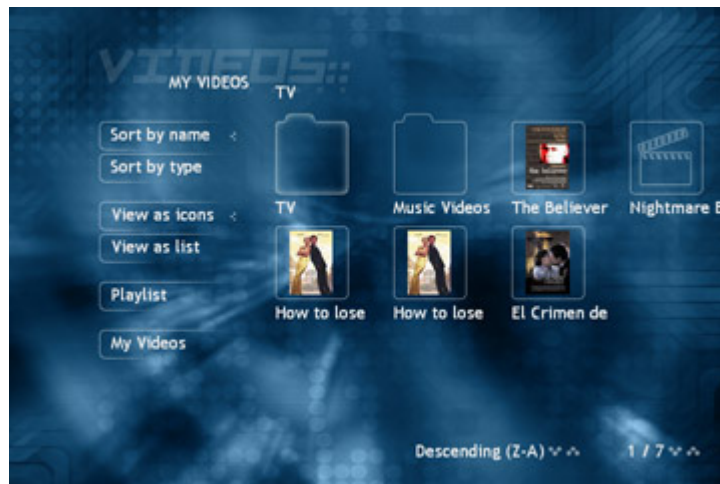 VIDEOS::
MY VIDEOS
TV
Sort by name
Sort by type
View as icons
View as list
Playlist
My Videos
TV
Music Videos
The Believer
Nightmare
How to lose
How to lose
El Crimen de
Descending (Z-A)
1 / 7